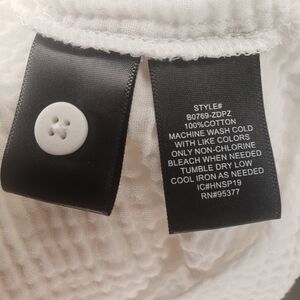 STYLE#
B0769-ZDPZ
100%COTTON
MACHINE WASH COLD
WITH LIKE COLORS
ONLY NON-CHLORINE
BLEACH WHEN NEEDED
TUMBLE DRY LOW
COOL IRON AS NEEDED
IC#HNSP19
RN#95377